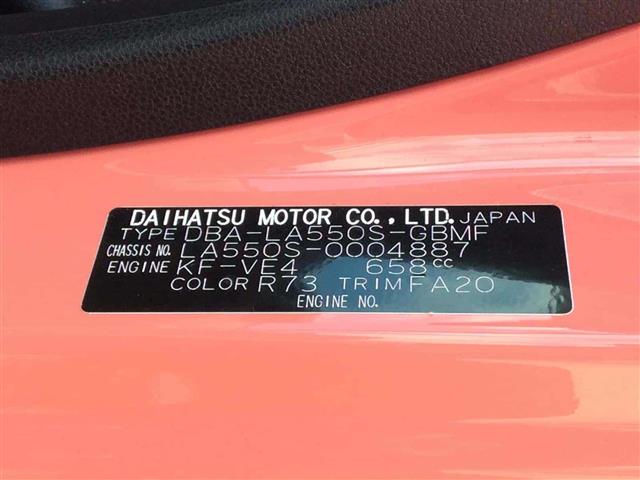 DAIHATSU MOTOR CO., LTD. JAPAN
TYPE DBA-LA550S-GBMF
CHASSIS NO. LA550S-0004887
ENGINE KF-VE4 658cc
COLOR R73 TRIM FA20
ENGINE NO.